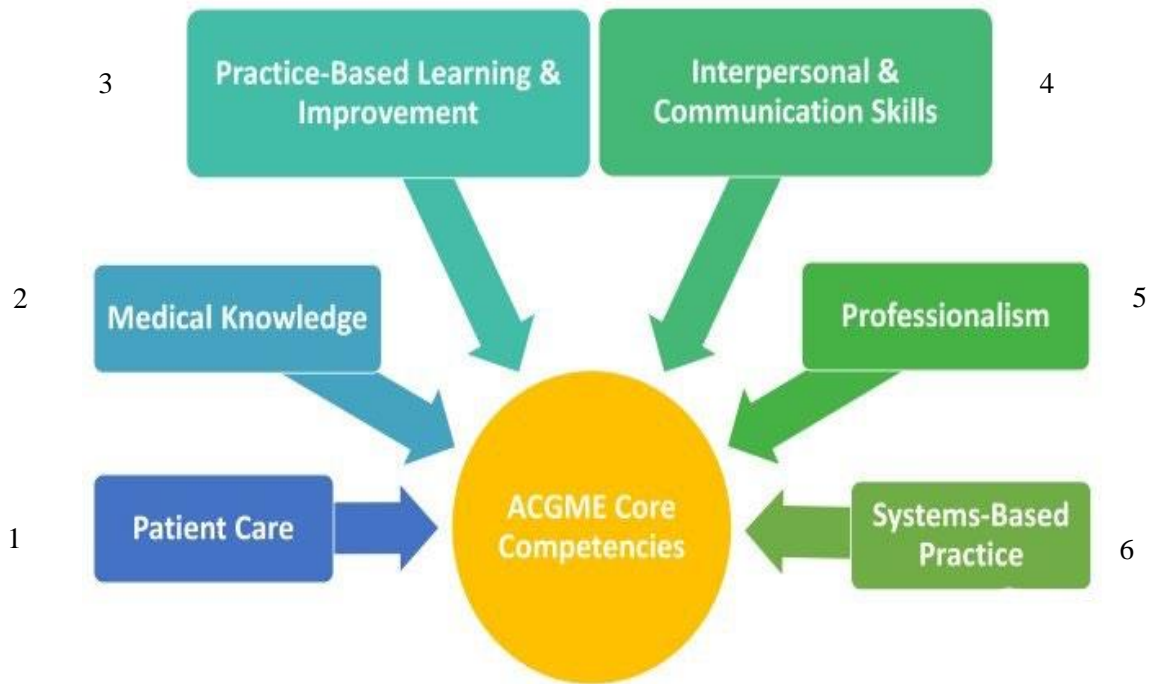 3
Practice-Based Learning &
Improvement
Interpersonal &
Communication Skills
4
2
Medical Knowledge
Professionalism
5
1
Patient Care
ACGME Core
Competencies
Systems-Based
Practice
6